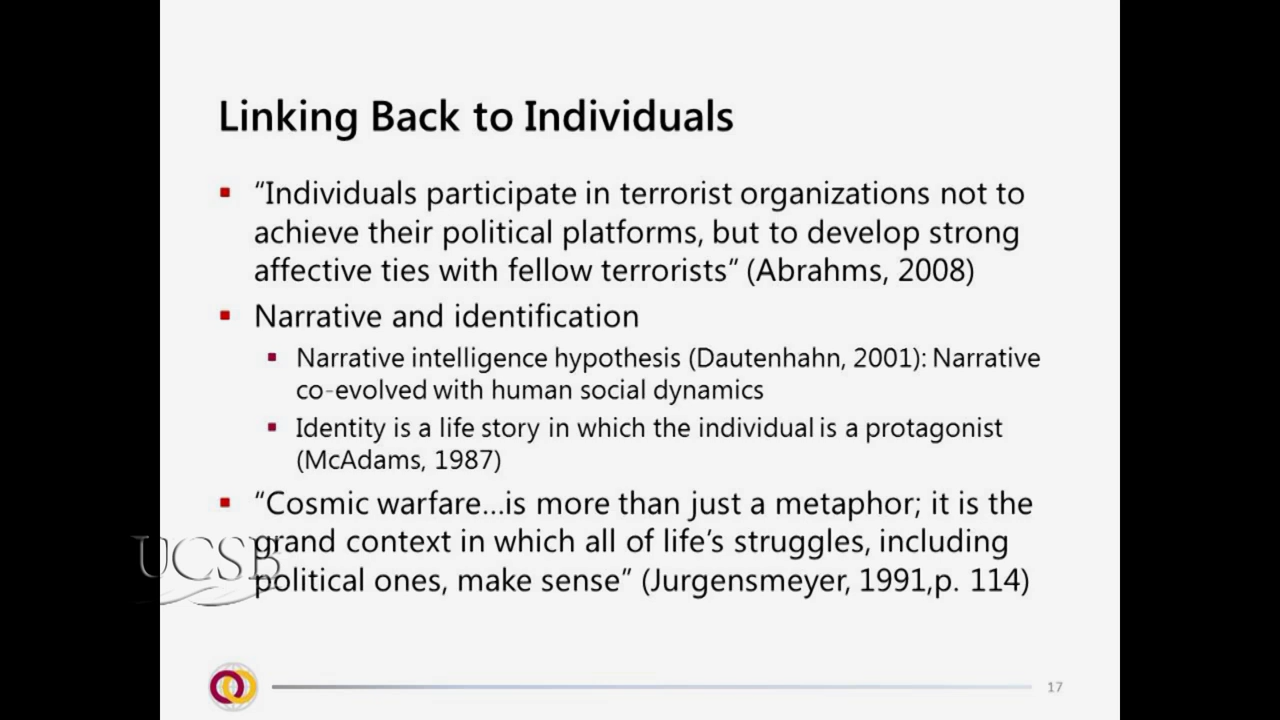 Linking Back to Individuals
“Individuals participate in terrorist organizations not to
achieve their political platforms, but to develop strong
affective ties with fellow terrorists” (Abrahms, 2008)
Narrative and identification
Narrative intelligence hypothesis (Dautenhahn, 2001): Narrative
co-evolved with human social dynamics
Identity is a life story in which the individual is a protagonist
(McAdams, 1987)
“Cosmic warfare...is more than just a metaphor; it is the
grand context in which all of life’s struggles, including
political ones, make sense” (Jurgensmeyer, 1991,p. 114)
UCSB
17